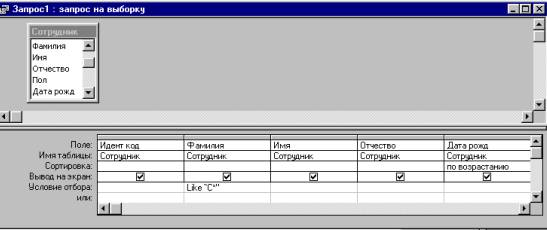 Запрос1 : запрос на выборку
Сотрудник
Фамилия
Имя
Отчество
Пол
Дата рожд
Поле: Идент код Фамилия Имя Отчество Дата рожд
Имя таблицы: Сотрудник Сотрудник Сотрудник Сотрудник Сотрудник
Сортировка: по возрастанию
Вывод на экран:
Условие отбора: Like "С*"
или: